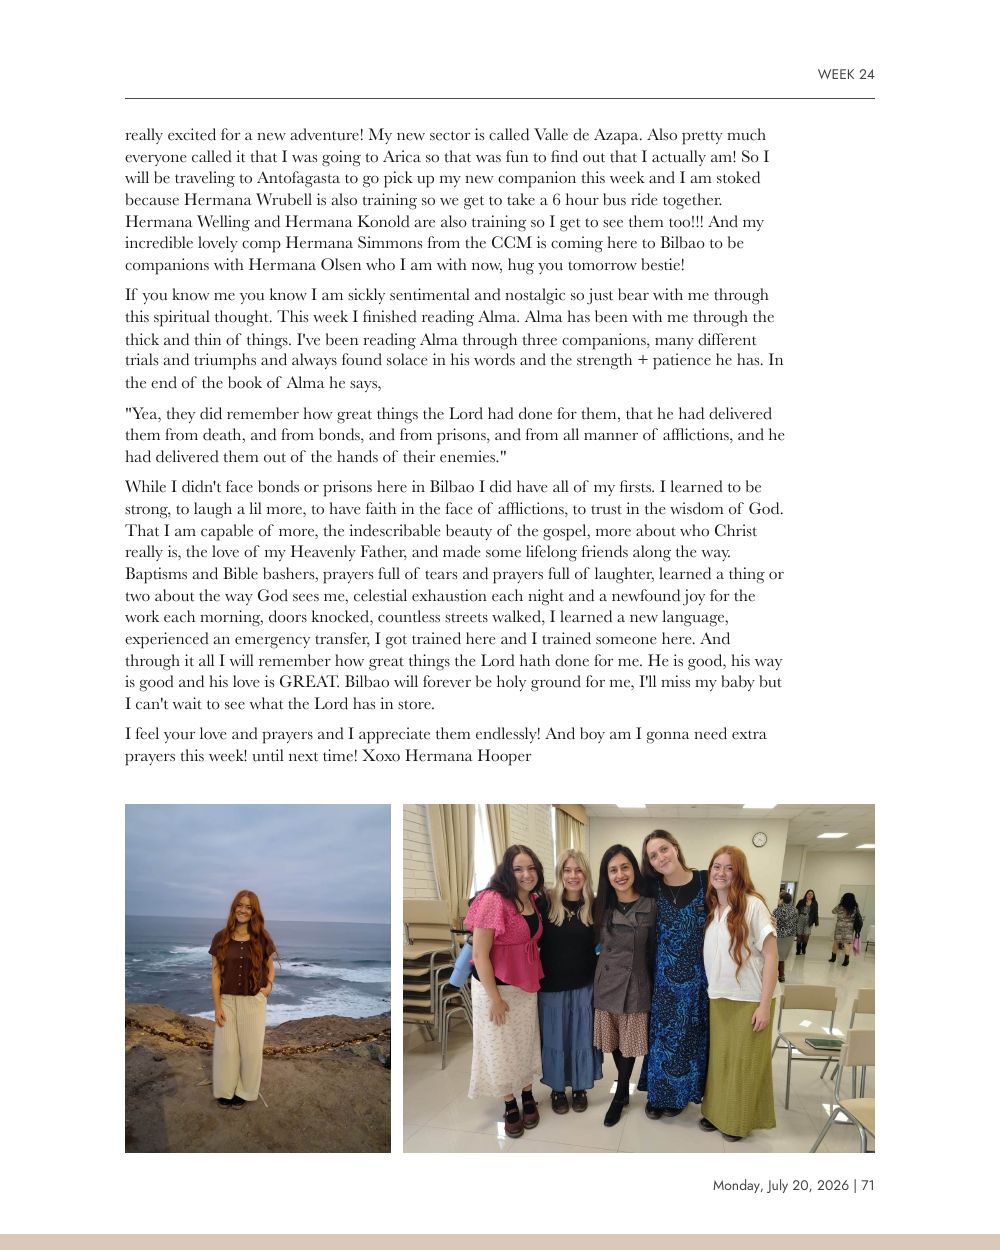 WEEK 24
really excited for a new adventure! My new sector is called Valle de Azapa. Also pretty much
everyone called it that I was going to Arica so that was fun to find out that I actually am! So I
will be traveling to Antofagasta to go pick up my new companion this week and I am stoked
because Hermana Wrubell is also training so we get to take a 6 hour bus ride together.
Hermana Welling and Hermana Konold are also training so I get to see them too!!! And my
incredible lovely comp Hermana Simmons from the CCM is coming here to Bilbao to be
companions with Hermana Olsen who I am with now, hug you tomorrow bestie!
If you know me you know I am sickly sentimental and nostalgic so just bear with me through
this spiritual thought. This week I finished reading Alma. Alma has been with me through the
thick and thin of things. I've been reading Alma through three companions, many different
trials and triumphs and always found solace in his words and the strength + patience he has. In
the end of the book of Alma he says,
"Yea, they did remember how great things the Lord had done for them, that he had delivered
them from death, and from bonds, and from prisons, and from all manner of afflictions, and he
had delivered them out of the hands of their enemies."
While I didn't face bonds or prisons here in Bilbao I did have all of my firsts. I learned to be
strong, to laugh a lil more, to have faith in the face of afflictions, to trust in the wisdom of God.
That I am capable of more, the indescribable beauty of the gospel, more about who Christ
really is, the love of my Heavenly Father, and made some lifelong friends along the way.
Baptisms and Bible bashers, prayers full of tears and prayers full of laughter, learned a thing or
two about the way God sees me, celestial exhaustion each night and a newfound joy for the
work each morning, doors knocked, countless streets walked, I learned a new language,
experienced an emergency transfer, I got trained here and I trained someone here. And
through it all I will remember how great things the Lord hath done for me. He is good, his way
is good and his love is GREAT. Bilbao will forever be holy ground for me, I'll miss my baby but
I can't wait to see what the Lord has in store.
I feel your love and prayers and I appreciate them endlessly! And boy am I gonna need extra
prayers this week! until next time! Xoxo Hermana Hooper
Monday, July 20, 2026 | 71